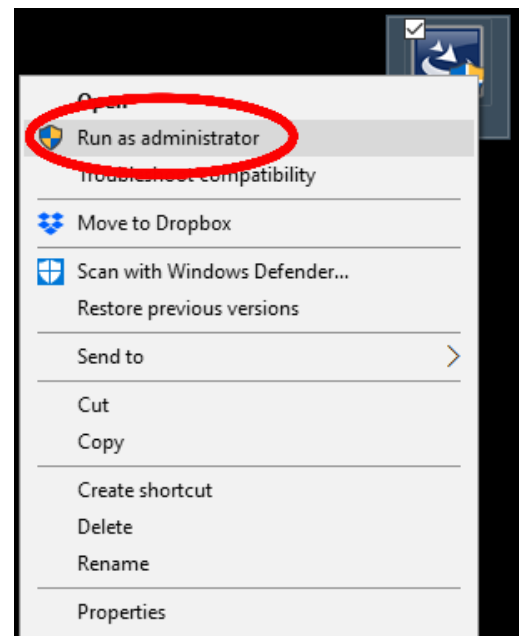 Open
Run as administrator
Troubleshoot compatibility
Move to Dropbox
Scan with Windows Defender...
Restore previous versions
Send to
Cut
Copy
Create shortcut
Delete
Rename
Properties